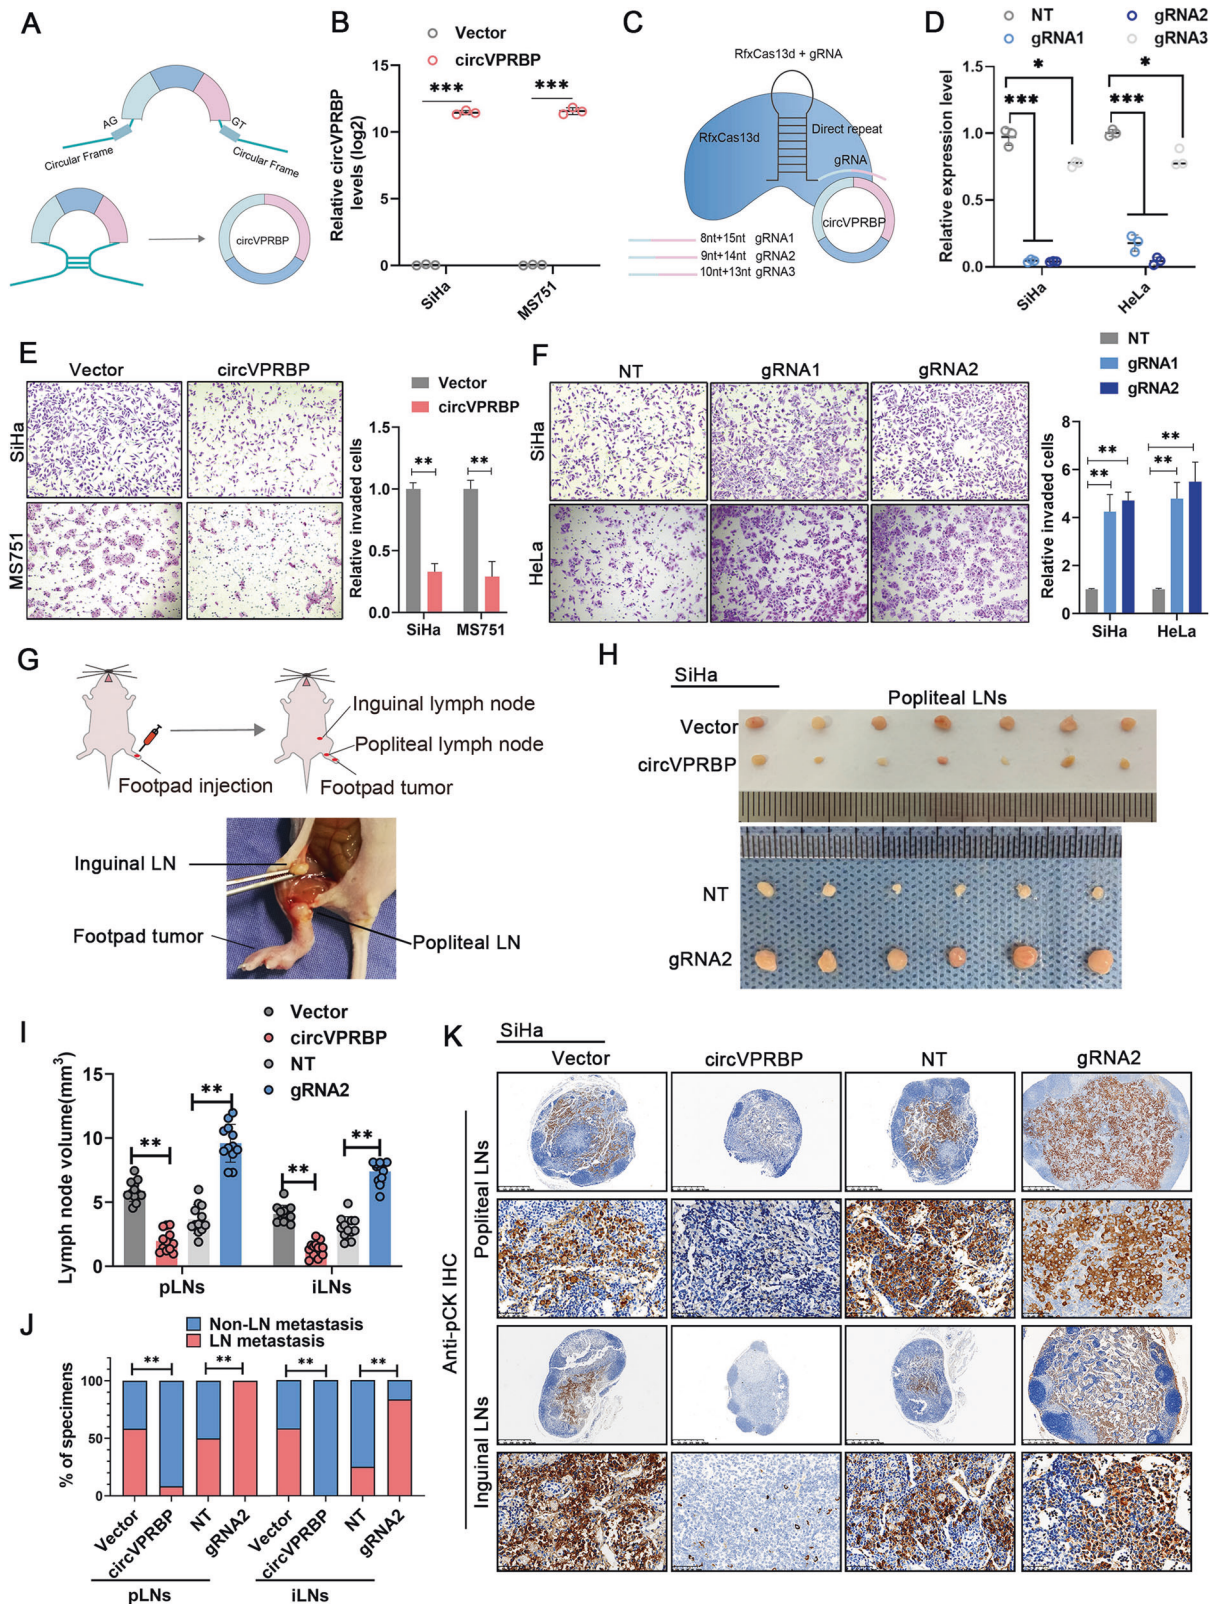 A
AG
GT
Circular Frame
Circular Frame
circVPRBP
B
Vector
circVPRBP
Relative circVPRBP
levels (log2)
15
10
5
0
***
***
SiHa
MS751
C
RfxCas13d + gRNA
RfxCas13d
Direct repeat
gRNA
circVPRBP
8nt+15nt gRNA1
9nt+14nt gRNA2
10nt+13nt gRNA3
D
NT
gRNA2
gRNA1
gRNA3
Relative expression level
1.5
1.0
0.5
0.0
*
***
*
***
SiHa
HeLa
E
Vector
circVPRBP
SiHa
MS751
Vector
circVPRBP
Relative invaded cells
1.5
1.0
0.5
0.0
**
**
SiHa
MS751
F
NT
gRNA1
gRNA2
SiHa
HeLa
NT
gRNA1
gRNA2
Relative invaded cells
8
6
4
2
0
**
**
**
**
SiHa
HeLa
G
Footpad injection
Inguinal lymph node
Popliteal lymph node
Footpad tumor
Inguinal LN
Footpad tumor
Popliteal LN
H
SiHa
Popliteal LNs
Vector
circVPRBP
NT
gRNA2
I
Vector
circVPRBP
NT
gRNA2
Lymph node volume(mm3)
15
10
5
0
**
**
**
**
pLNs
iLNs
J
Non-LN metastasis
LN metastasis
% of specimens
100
50
0
**
**
**
**
Vector
circVPRBP
NT
gRNA2
Vector
circVPRBP
NT
gRNA2
pLNs
iLNs
K
SiHa
Vector
circVPRBP
NT
gRNA2
Anti-pCK IHC
Popliteal LNs
Inguinal LNs